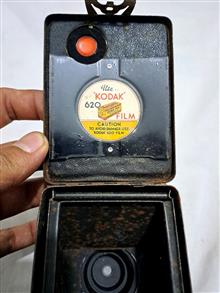 Use
"KODAK"
620
FILM
CAUTION
TO AVOID DAMAGE USE
KODAK 620 FILM